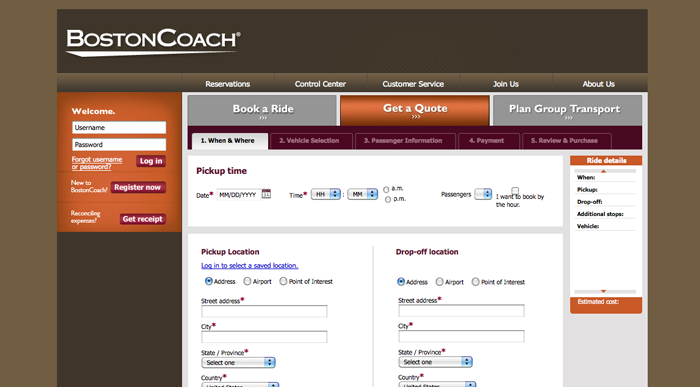 BOSTONCOACH®
Reservations Control Center Customer Service Join Us About Us
Welcome.
Username
Password
Forgot username
or password?
Log in
New to
BostonCoach?
Register now
Reconciling
expenses?
Get receipt
Book a Ride
>>>
Get a Quote
>>>
Plan Group Transport
>>>
1. When & Where 2. Vehicle Selection 3. Passenger Information 4. Payment 5. Review & Purchase
Pickup time
Date* MM/DD/YYYY Time* HH : MM
a.m.
p.m.
Passengers
I want to book by
the hour.
Ride details
When:
Pickup:
Drop-off:
Additional stops:
Vehicle:
Estimated cost:
Pickup Location
Log in to select a saved location.
Address Airport Point of Interest
Street address*
City*
State / Province*
Select one
Country*
United States
Drop-off location
Address Airport Point of Interest
Street address*
City*
State / Province*
Select one
Country*
United States